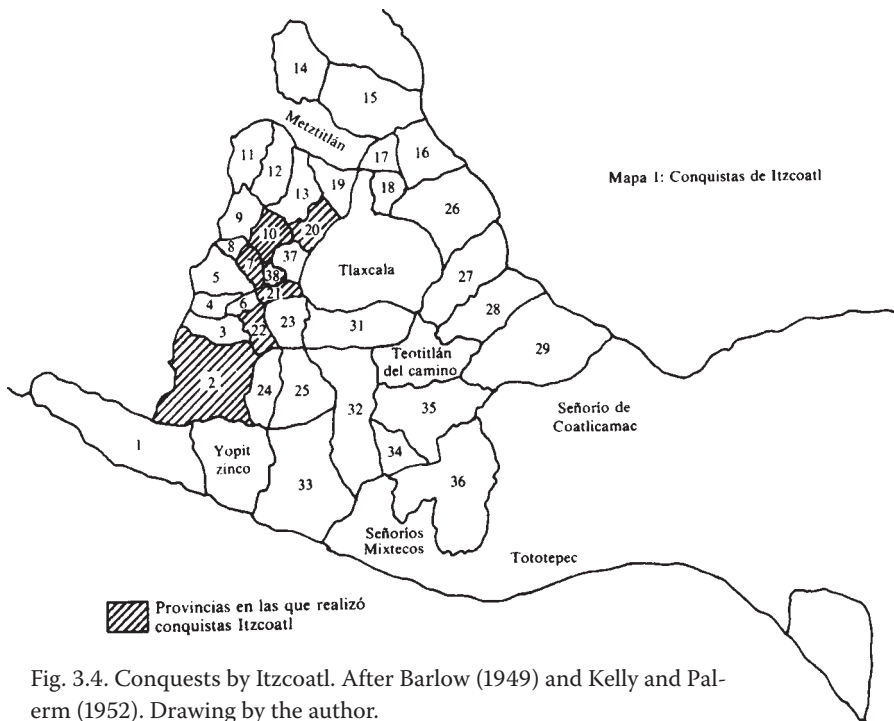 14
15
Metztitlán
11
12
17
16
Mapa 1: Conquistas de Itzcoatl
13
19
18
9
26
10
20
8
37
7
Tlaxcala
5
38
27
21
4
6
28
3
22
23
31
Teotitlán
del camino
29
2
24
25
32
35
Señorío de
Coatlicamac
1
Yopit
zinco
34
33
36
Señoríos
Mixtecos
Tototepec
Provincias en las que realizó
conquistas Itzcoatl
Fig. 3.4. Conquests by Itzcoatl. After Barlow (1949) and Kelly and Pal-
erm (1952). Drawing by the author.